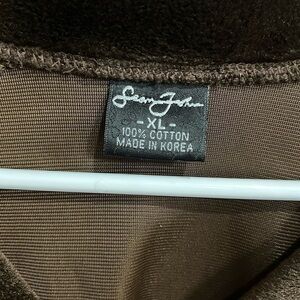 Sean John
-XL-
100% COTTON
MADE IN KOREA